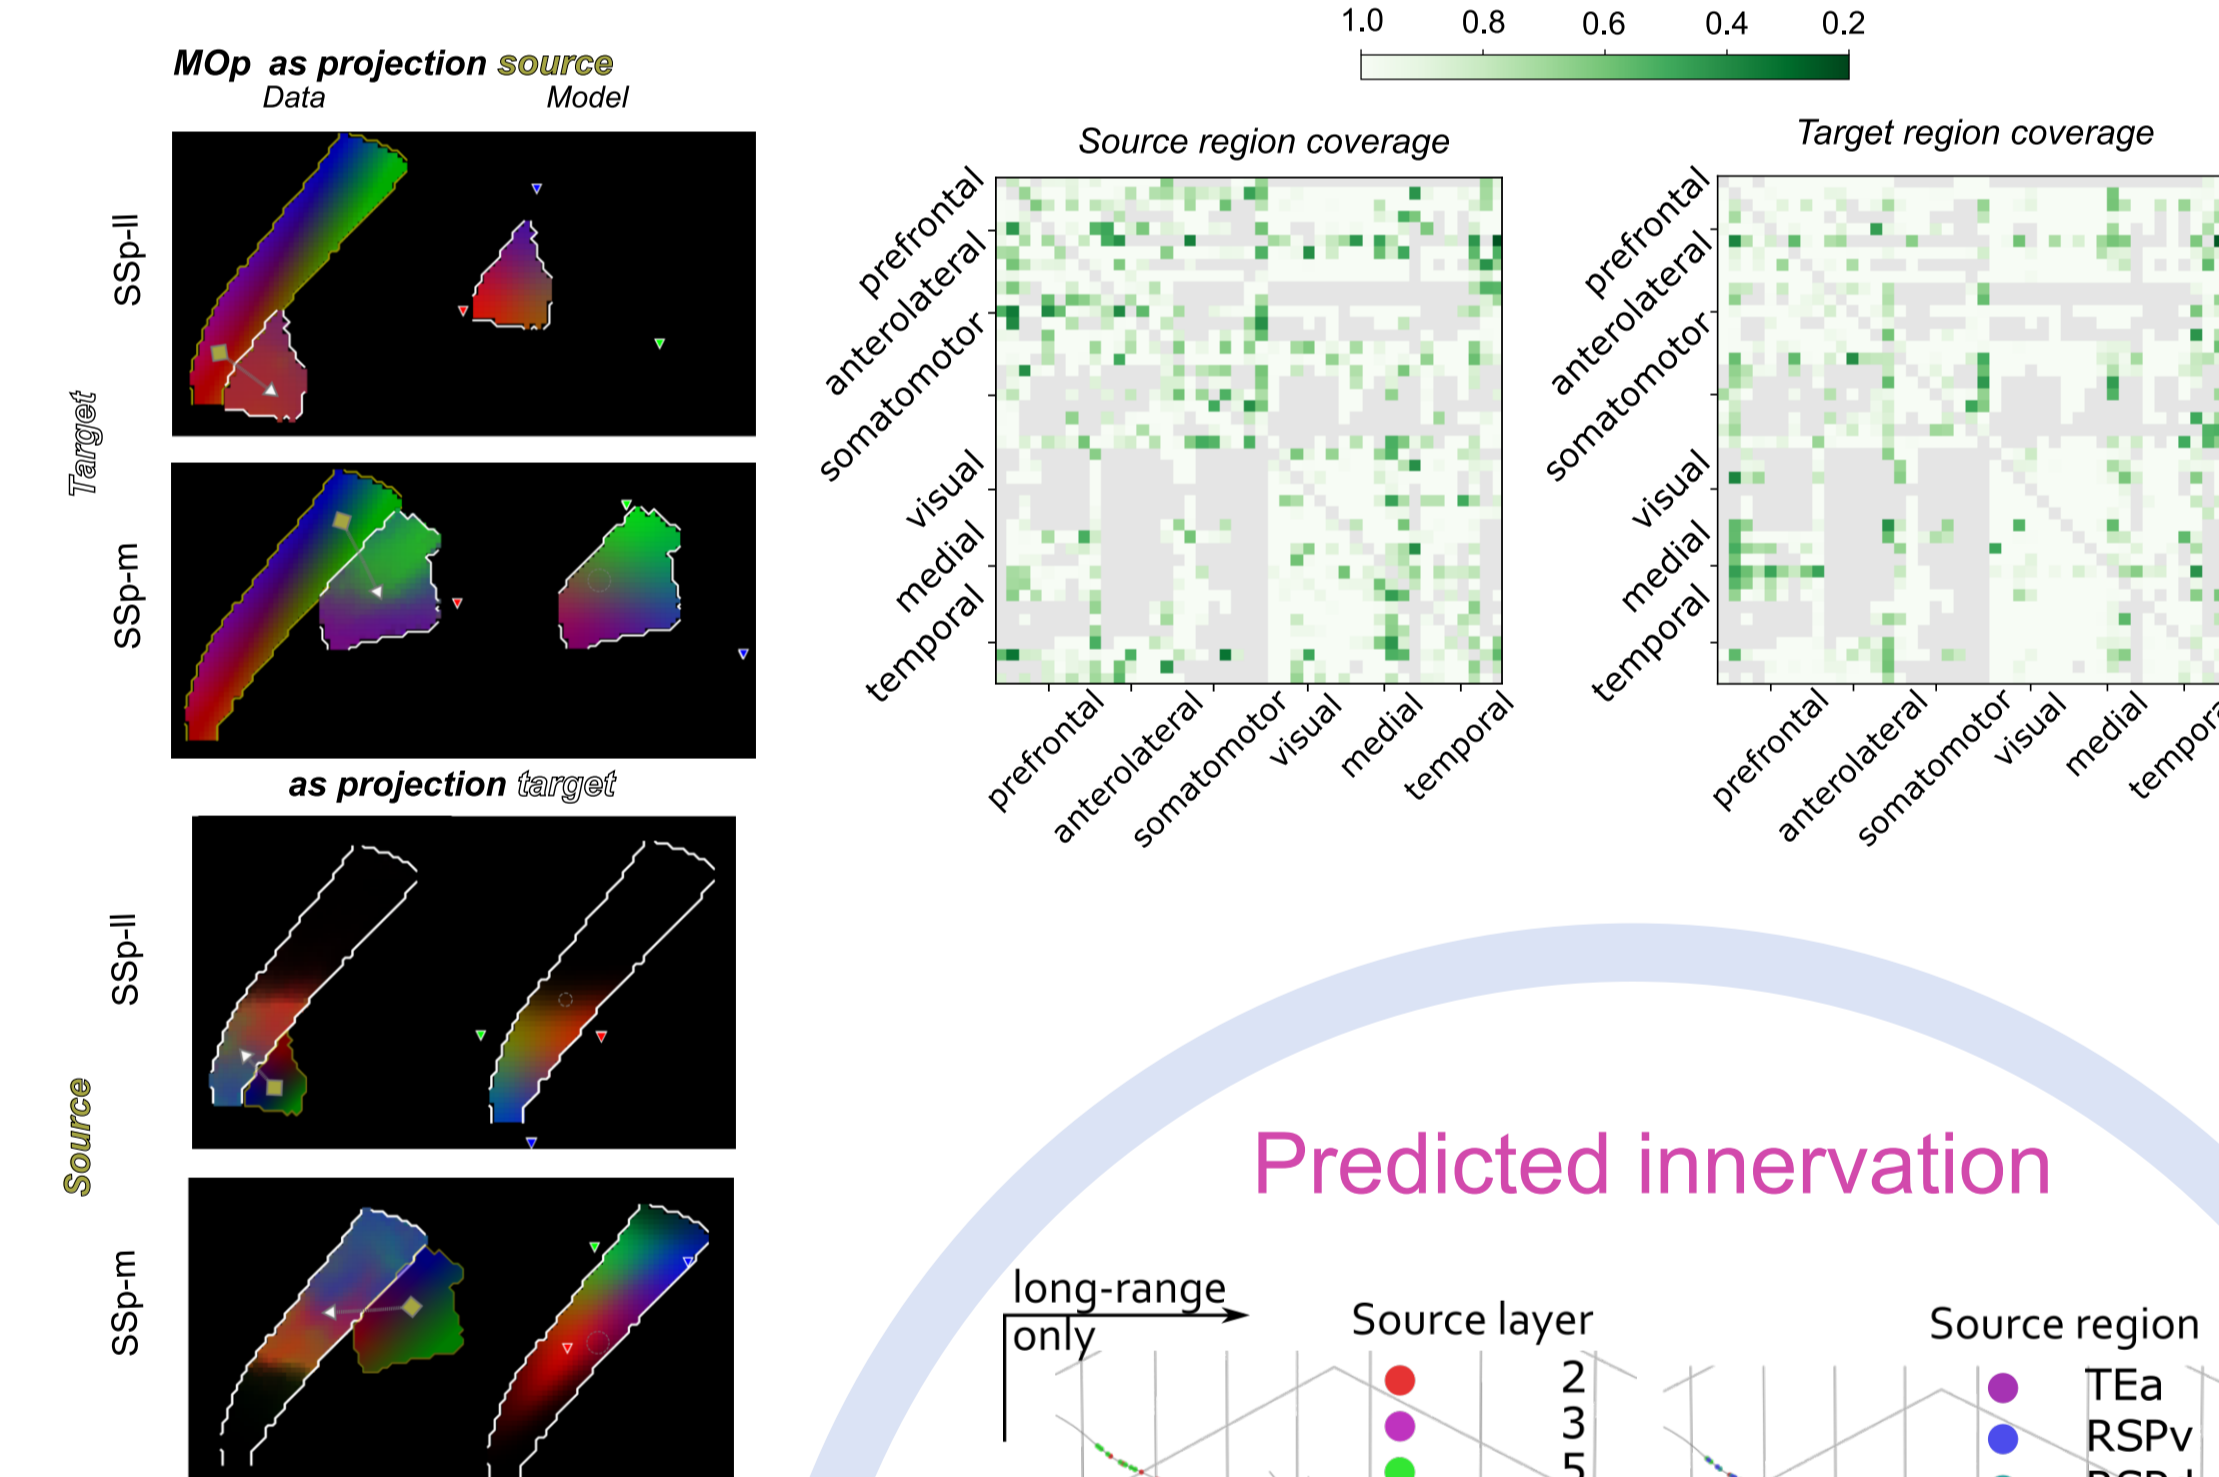 MOp as projection source
Data Model
Target
SSp-ll
SSp-m
as projection target
Source
SSp-ll
SSp-m
1.0 0.8 0.6 0.4 0.2
Source region coverage
prefrontal
anterolateral
somatomotor
visual
medial
temporal
prefrontal
anterolateral
somatomotor
visual
medial
temporal
Target region coverage
prefrontal
anterolateral
somatomotor
visual
medial
temporal
prefrontal
anterolateral
somatomotor
visual
medial
Predicted innervation
long-range
only
Source layer
2
3
5
Source region
TEa
RSPv